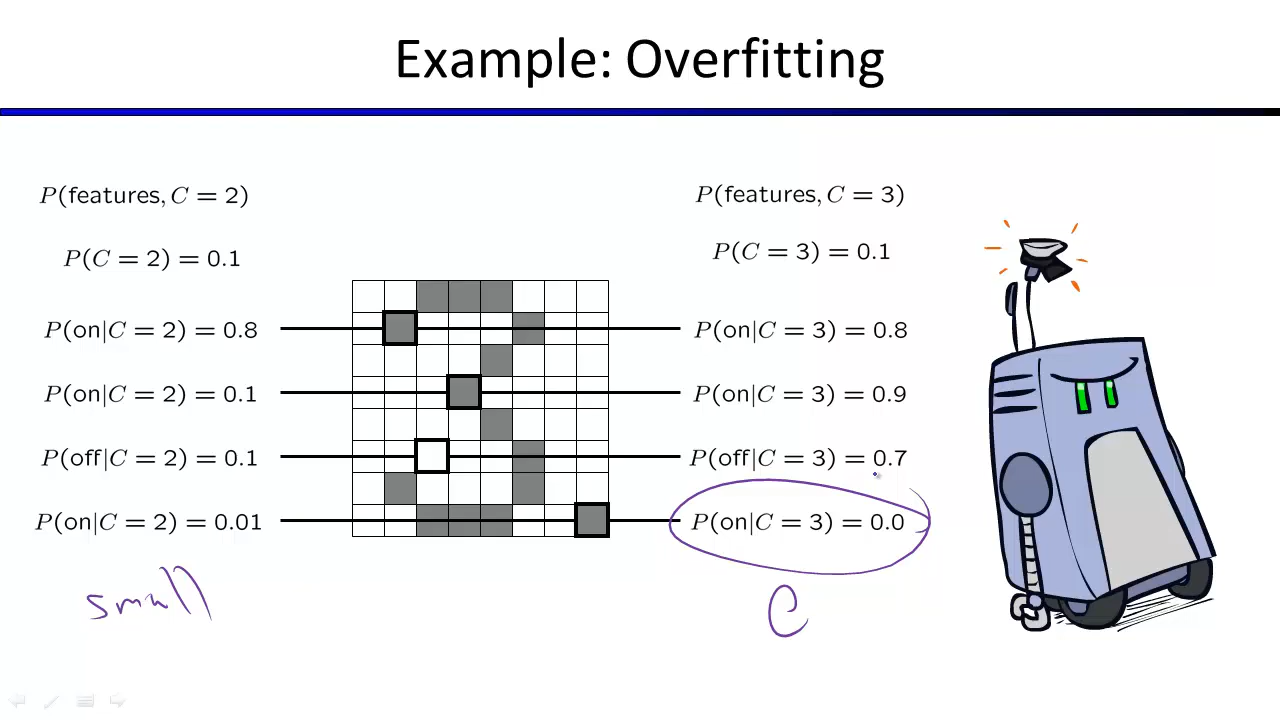 Example: Overfitting
P(features, C = 2)
P(C = 2) = 0.1
P(on|C = 2) = 0.8
P(on|C = 2) = 0.1
P(off|C = 2) = 0.1
P(on|C = 2) = 0.01
small
P(features, C = 3)
P(C = 3) = 0.1
P(on|C = 3) = 0.8
P(on|C = 3) = 0.9
P(off|C = 3) = 0.7
P(on|C = 3) = 0.0